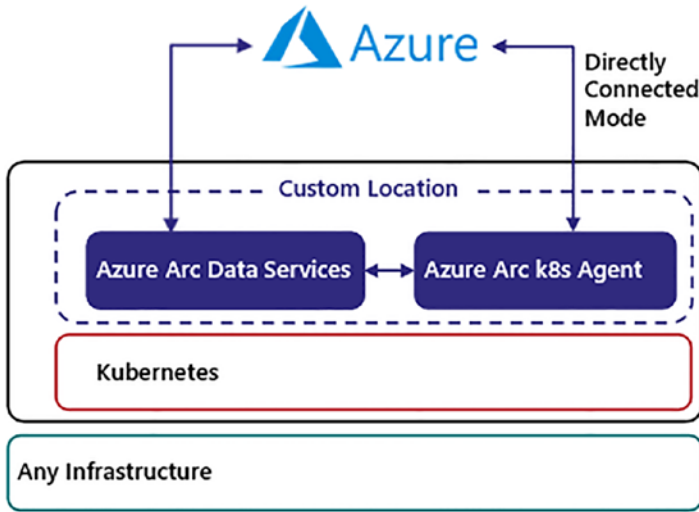 Azure
Directly
Connected
Mode
Custom Location
Azure Arc Data Services
Azure Arc k8s Agent
Kubernetes
Any Infrastructure